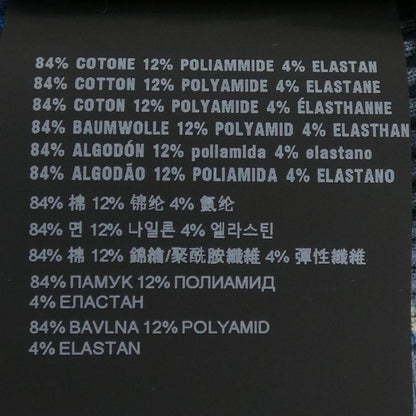 84% COTONE 12% POLIAMMIDE 4% ELASTAN
84% COTTON 12% POLYAMIDE 4% ELASTANE
84% COTON 12% POLYAMIDE 4% ÉLASTHANNE
84% BAUMWOLLE 12% POLYAMID 4% ELASTHAN
84% ALGODÓN 12% poliamida 4% elastano
84% ALGODÃO 12% POLIAMIDA 4% ELASTANO
84% 棉 12% 锦纶 4% 氨纶
84% 면 12% 나일론 4% 엘라스틴
84% 棉 12% 錦綸/聚酰胺纖維 4% 彈性纖維
84% ПАМУК 12% ПОЛИАМИД
4% ЕЛАСТАН
84% BAVLNA 12% POLYAMID
4% ELASTAN